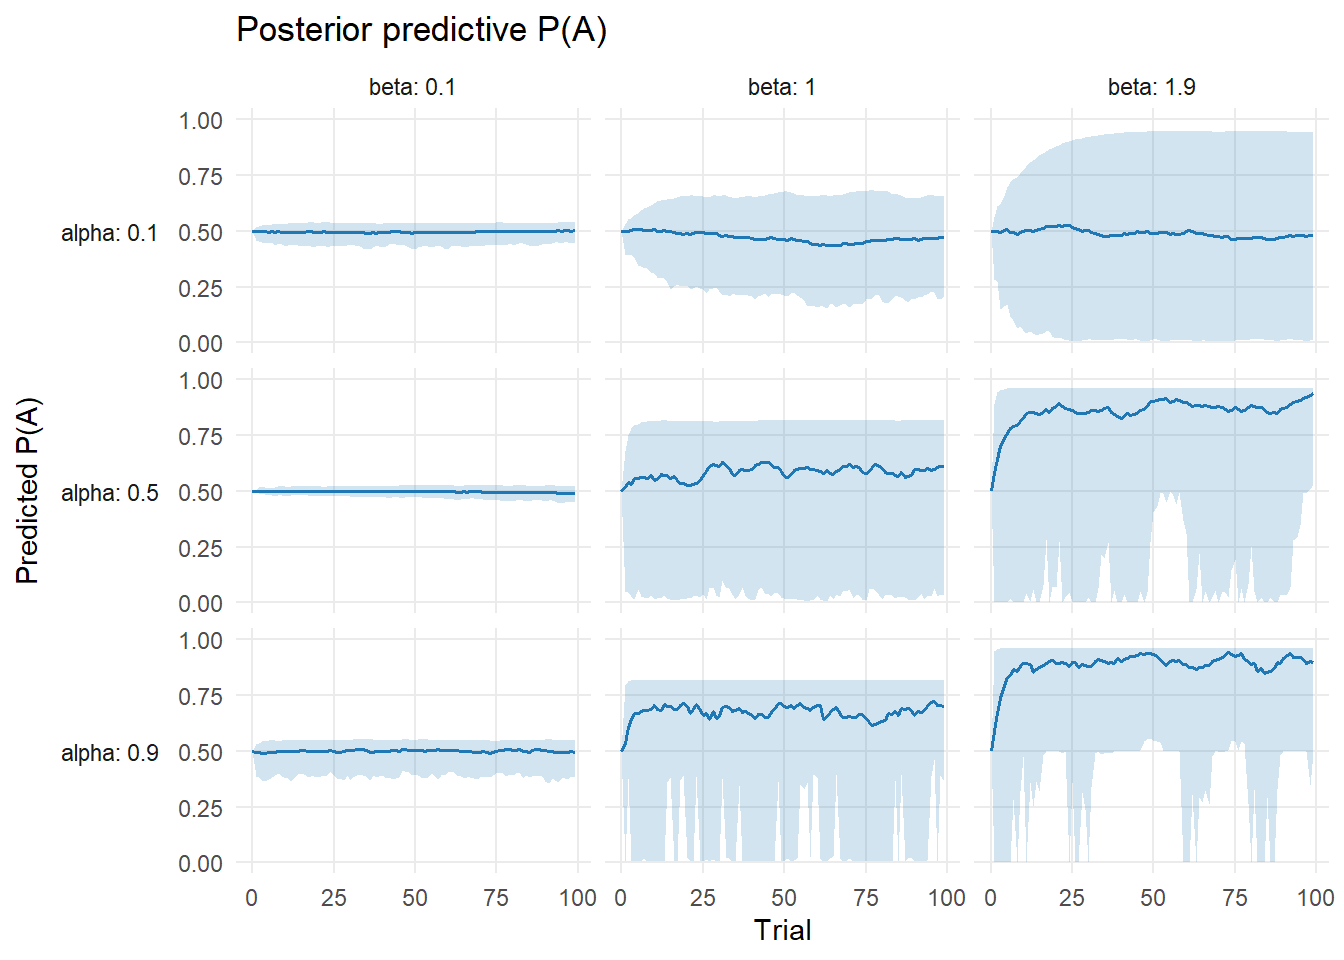 Posterior predictive P(A)
beta: 0.1 beta: 1 beta: 1.9
1.00
0.75
alpha: 0.1 0.50
0.25
0.00
1.00
0.75
alpha: 0.5 0.50
0.25
0.00
1.00
0.75
alpha: 0.9 0.50
0.25
0.00
Predicted P(A)
0 25 50 75 100 0 25 50 75 100 0 25 50 75 100
Trial